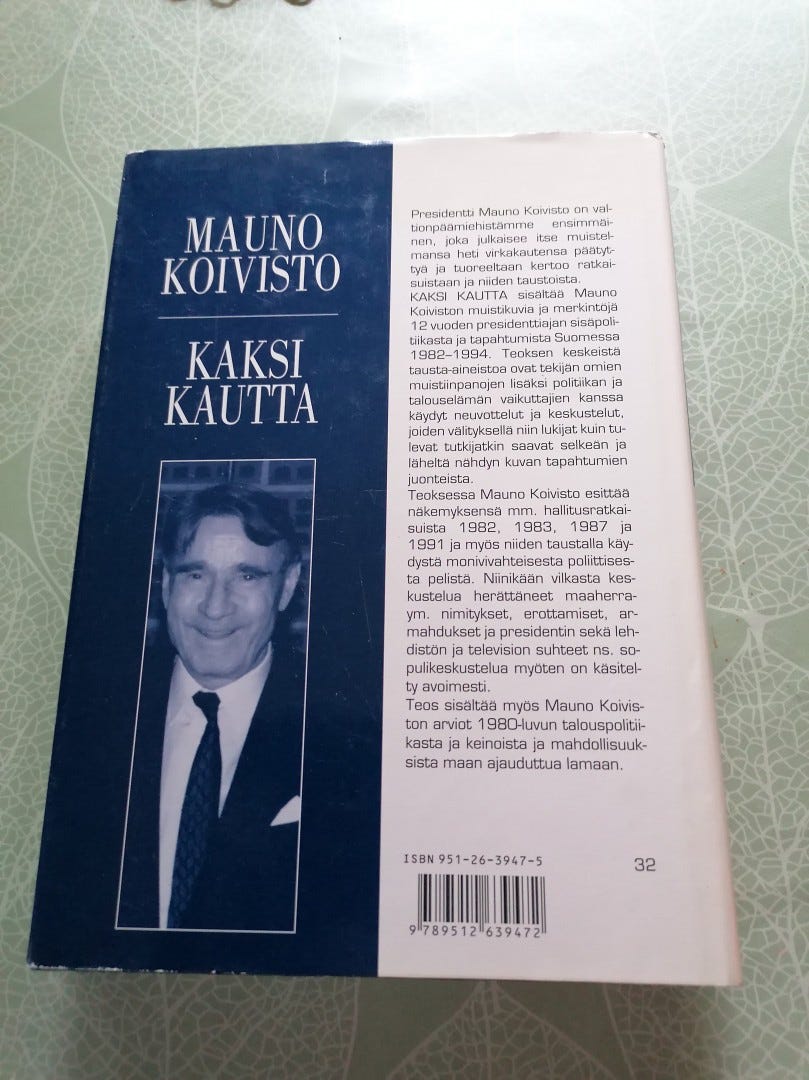 MAUNO
KOIVISTO
KAKSI
KAUTTA
Presidentti Mauno Koivisto on val-
tionpäämiehistämme ensimmäi-
nen, joka julkaisee itse muistel-
mansa heti virkakautensa päätyt-
tyä ja tuoreeltaan kertoo ratkai-
suistaan ja niiden taustoista.
KAKSI KAUTTA sisältää Mauno
Koiviston muistikuvia ja merkintöjä
12 vuoden presidenttiajan sisäpoli-
tiikasta ja tapahtumista Suomessa
1982–1994. Teoksen keskeistä
tausta-aineistoa ovat tekijän omien
muistiinpanojen lisäksi politiikan ja
talouselämän vaikuttajien kanssa
käydyt neuvottelut ja keskustelut,
joiden välityksellä niin lukijat kuin tu-
levat tutkijatkin saavat selkeän ja
läheltä nähdyn kuvan tapahtumien
juonteista.
Teoksessa Mauno Koivisto esittää
näkemyksensä mm. hallitusratkai-
suista 1982, 1983, 1987 ja
1991 ja myös niiden taustalla käy-
dystä monivivahteisesta poliittises-
ta pelistä. Niinikään vilkasta kes-
kustelua herättäneet maaherra-
ym. nimitykset, erottamiset, ar-
mahdukset ja presidentin sekä leh-
distön ja television suhteet ns. so-
pulikeskustelua myöten on käsitel-
ty avoimesti.
Teos sisältää myös Mauno Koivis-
ton arviot 1980-luvun talouspolitii-
kasta ja keinoista ja mahdollisuuk-
sista maan ajauduttua lamaan.
ISBN 951-26-3947-5
32
9 789512 639472